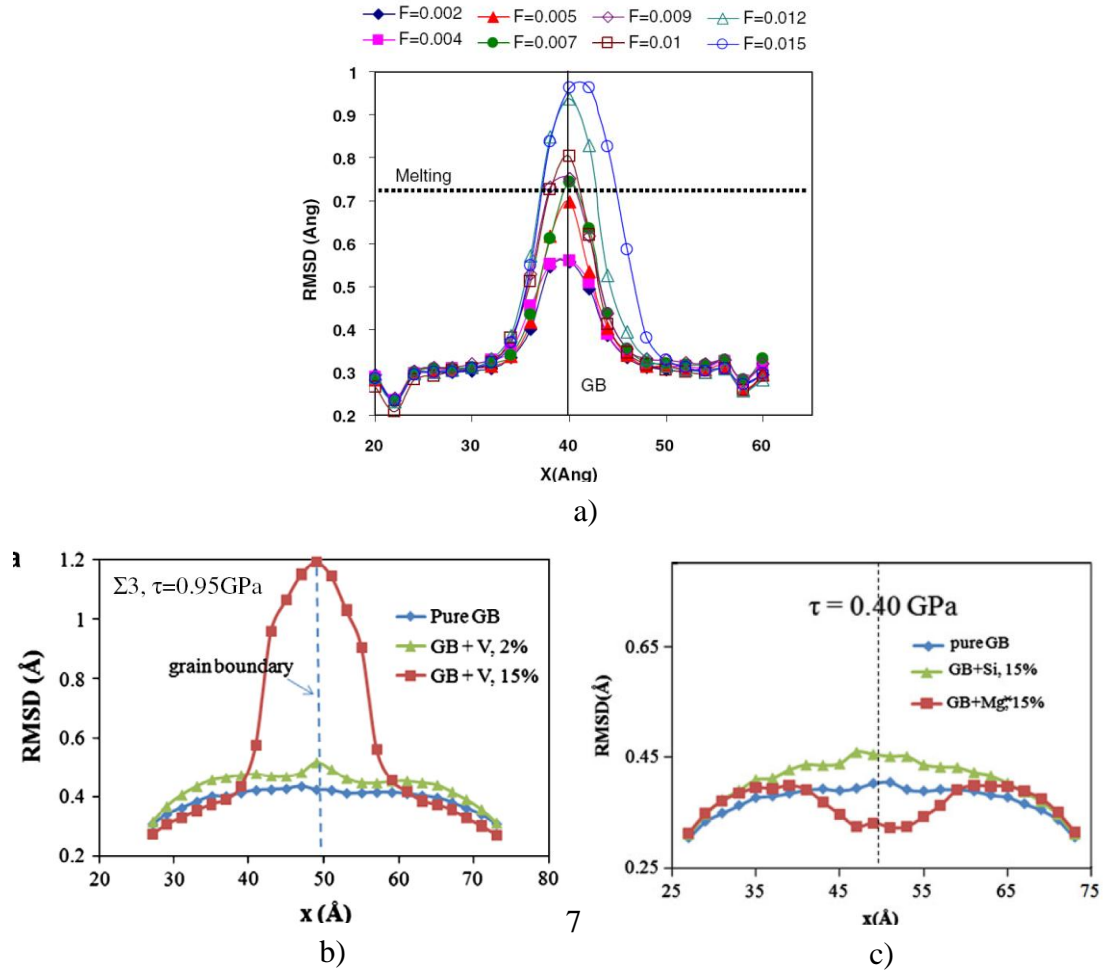 F=0.002 F=0.005 F=0.009 F=0.012
F=0.004 F=0.007 F=0.01 F=0.015
1
0.9
0.8
Melting
0.7
RMSD (Ang)
0.6
0.5
0.4
0.3
GB
0.2
20 30 40 50 60
X(Ang)
a)
a
1.2
Σ3, τ=0.95GPa
1.0
Pure GB
GB + V, 2%
GB + V, 15%
grain boundary
0.8
RMSD (Å)
0.6
0.4
0.2
20 30 40 50 60 70 80
x (Å)
b)
τ = 0.40 GPa
0.65
pure GB
GB+Si, 15%
GB+Mg,*15%
RMSD(Å)
0.45
0.25
25 35 45 55 65 75
x(Å)
7
c)